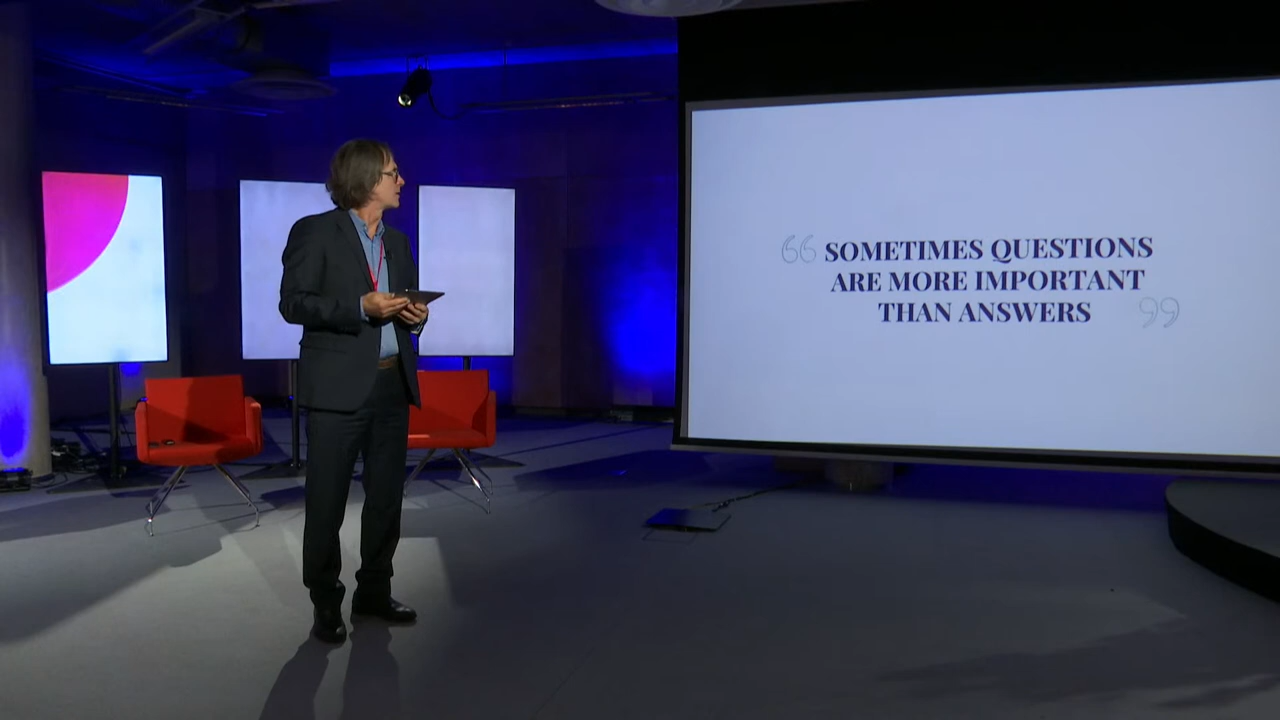 “ SOMETIMES QUESTIONS
ARE MORE IMPORTANT
THAN ANSWERS ”